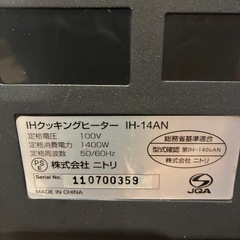 IHクッキングヒーター IH-14AN
定格電圧：100V
定格消費電力：1400W
定格周波数：50/60Hz
PSE 株式会社 ニトリ
Serial No. 110700359
MADE IN CHINA
総務省基準適合
型式確認 第IH-1406AN
株式会社 ニトリ
JQA